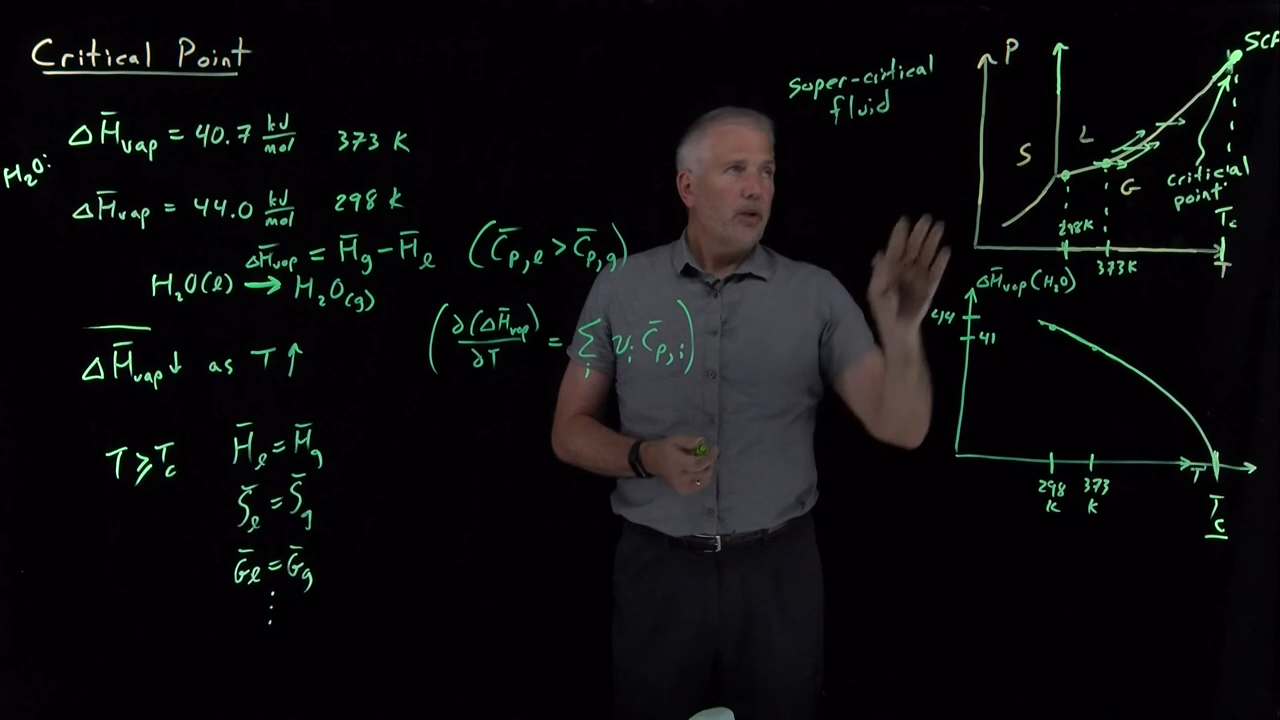 Critical Point
H₂O:
ΔH̄vap = 40.7 kJ/mol 373 K
ΔH̄vap = 44.0 kJ/mol 298 K
ΔH̄vap = H̄g - H̄ℓ (C̄p,ℓ > C̄p,g)
H₂O(ℓ) → H₂O(g)
(∂(ΔH̄vap)/∂T = Σi νi C̄p,i)
ΔH̄vap↓ as T↑
T ≥ Tc
H̄ℓ = H̄g
S̄ℓ = S̄g
Ḡℓ = Ḡg
⋮
super-critical
fluid
P
SCF
S
L
G
critical
point
Tc
298K
373K
T
ΔH̄vap (H₂O)
44
41
T
298
K
373
K
Tc